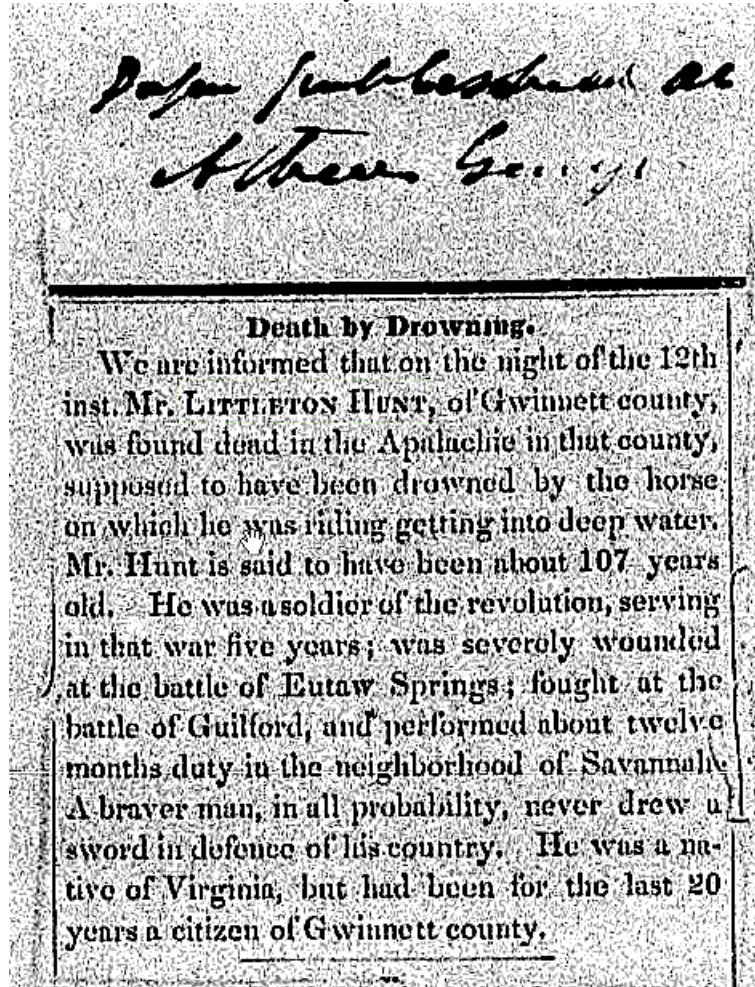 Paper published at
Athens Georgia
Death by Drowning.
We are informed that on the night of the 12th
inst. Mr. LITTLETON HUNT, of Gwinnett county,
was found dead in the Apalachie in that county,
supposed to have been drowned by the horse
on which he was riding getting into deep water.
Mr. Hunt is said to have been about 107 years
old. He was a soldier of the revolution, serving
in that war five years; was severely wounded
at the battle of Eutaw Springs; fought at the
battle of Guilford, and performed about twelve
months duty in the neighborhood of Savannah.
A braver man, in all probability, never drew a
sword in defence of his country. He was a na-
tive of Virginia, but had been for the last 20
years a citizen of Gwinnett county.